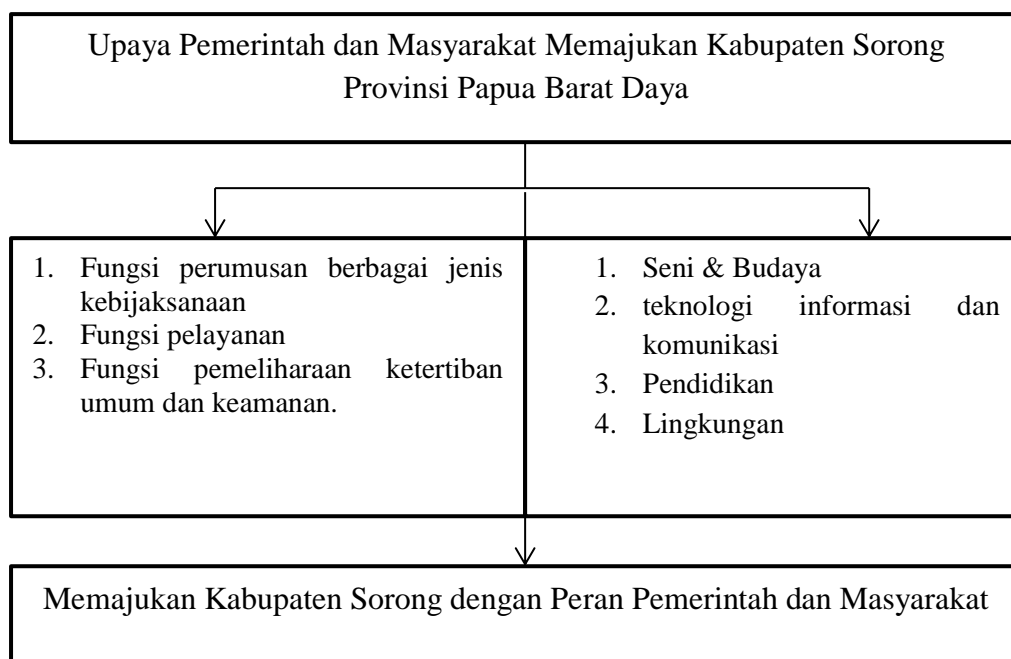 Upaya Pemerintah dan Masyarakat Memajukan Kabupaten Sorong
Provinsi Papua Barat Daya
1. Fungsi perumusan berbagai jenis
kebijaksanaan
2. Fungsi pelayanan
3. Fungsi pemeliharaan ketertiban
umum dan keamanan.
1. Seni & Budaya
2. teknologi informasi dan
komunikasi
3. Pendidikan
4. Lingkungan
Memajukan Kabupaten Sorong dengan Peran Pemerintah dan Masyarakat